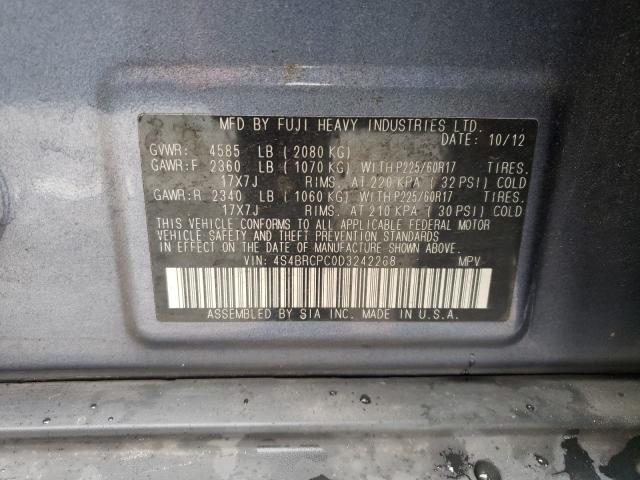 MFD BY FUJI HEAVY INDUSTRIES LTD.
DATE: 10/12
GVWR: 4585 LB (2080 KG)
GAWR:F 2360 LB (1070 KG) WITH P225/60R17 TIRES.
17X7J RIMS. AT 220 KPA (32 PSI) COLD
GAWR:R 2340 LB (1060 KG) WITH P225/60R17 TIRES.
17X7J RIMS. AT 210 KPA (30 PSI) COLD
THIS VEHICLE CONFORMS TO ALL APPLICABLE FEDERAL MOTOR
VEHICLE SAFETY AND THEFT PREVENTION STANDARDS
IN EFFECT ON THE DATE OF MANUFACTURE SHOWN ABOVE.
VIN: 4S4BRCPC0D3242268 MPV
ASSEMBLED BY SIA INC. MADE IN U.S.A.